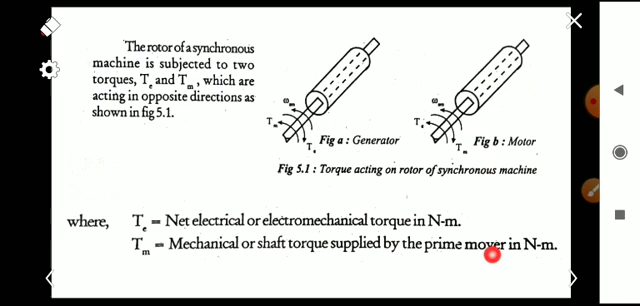 The rotor of a synchronous
machine is subjected to two
torques, Te and Tm, which are
acting in opposite directions as
shown in fig 5.1.
ωm
Tm
Te
Fig a : Generator
ωm
Te
Tm
Fig b : Motor
Fig 5.1 : Torque acting on rotor of synchronous machine
where, Te = Net electrical or electromechanical torque in N-m.
Tm = Mechanical or shaft torque supplied by the prime mover in N-m.